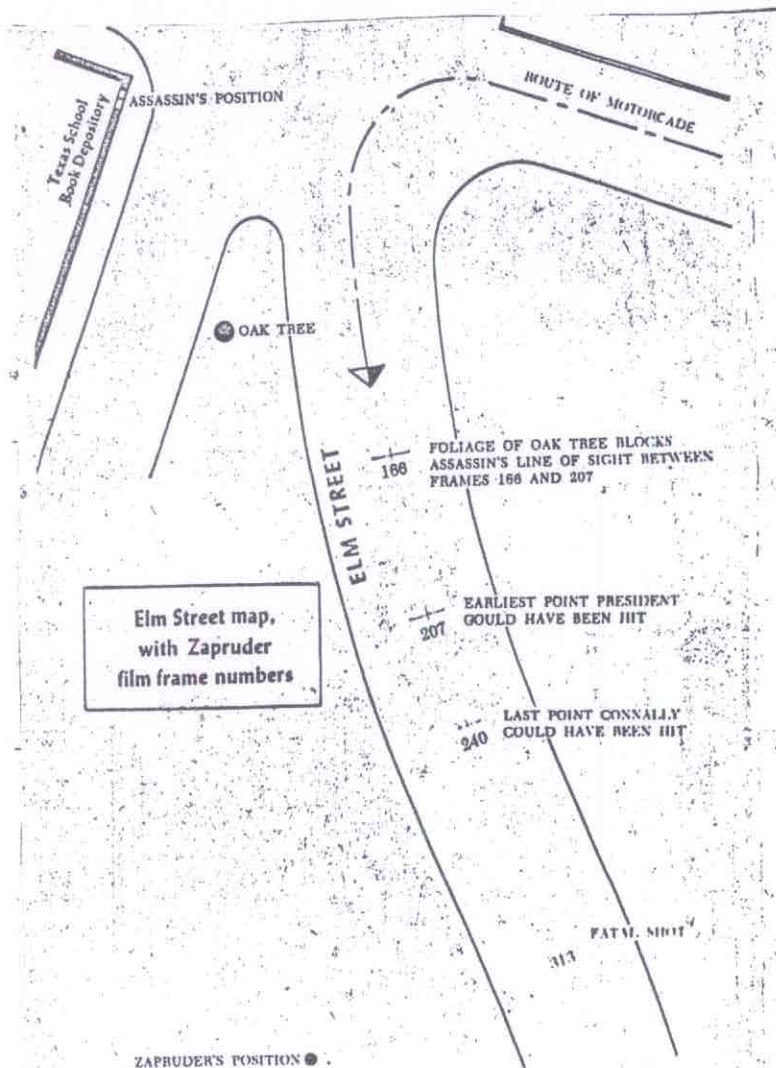 ASSASSIN'S POSITION
Texas School
Book Depository
ROUTE OF MOTORCADE
OAK TREE
ELM STREET
166
FOLIAGE OF OAK TREE BLOCKS
ASSASSIN'S LINE OF SIGHT BETWEEN
FRAMES 166 AND 207
207
EARLIEST POINT PRESIDENT
COULD HAVE BEEN HIT
Elm Street map,
with Zapruder
film frame numbers
240
LAST POINT CONNALLY
COULD HAVE BEEN HIT
313
FATAL SHOT
ZAPRUDER'S POSITION